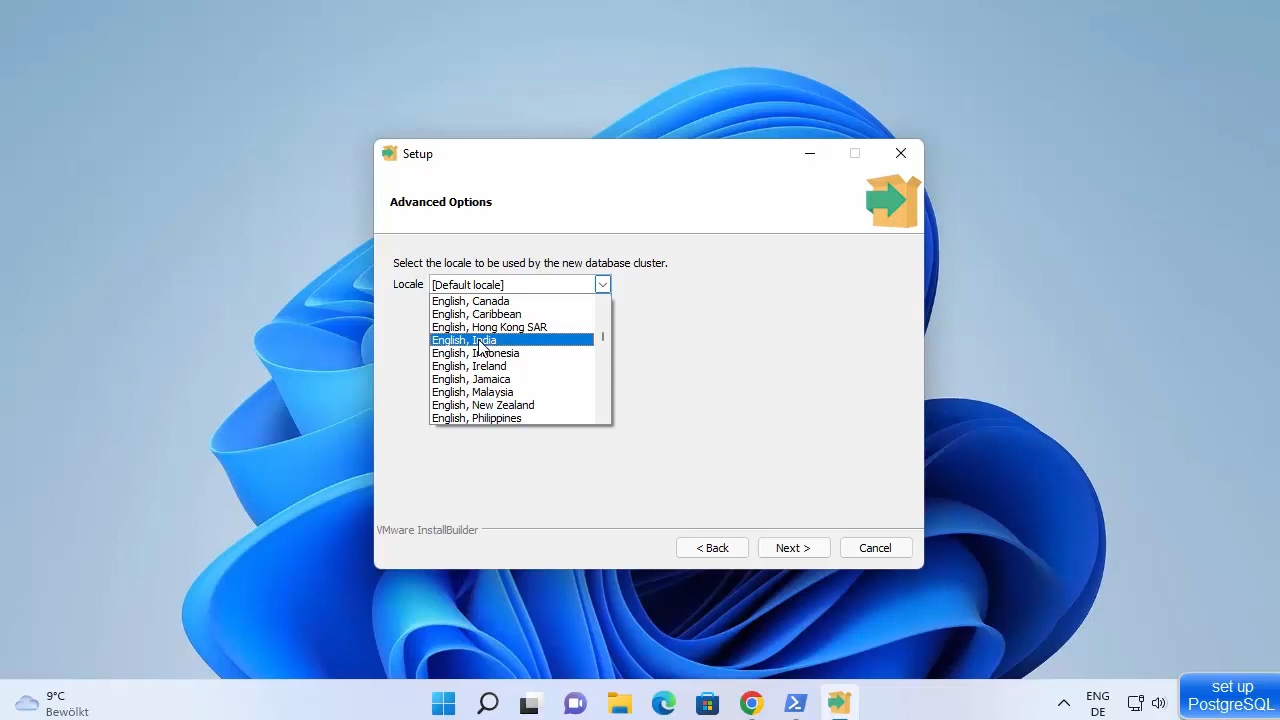 Setup
Advanced Options
Select the locale to be used by the new database cluster.
Locale [Default locale]
English, Canada
English, Caribbean
English, Hong Kong SAR
English, India
English, Indonesia
English, Ireland
English, Jamaica
English, Malaysia
English, New Zealand
English, Philippines
VMware InstallBuilder
< Back Next > Cancel
9°C
Bewölkt
ENG
DE
set up
PostgreSQL